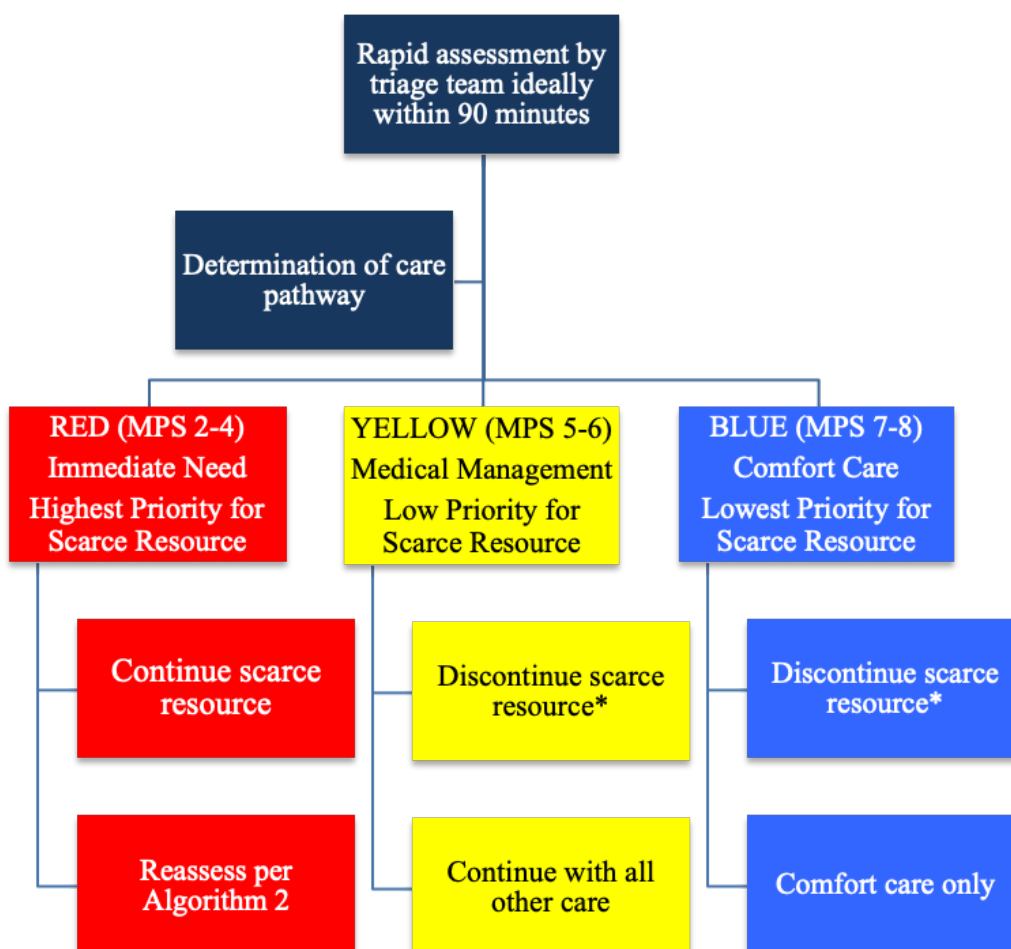 Rapid assessment by
triage team ideally
within 90 minutes
Determination of care
pathway
RED (MPS 2-4)
Immediate Need
Highest Priority for
Scarce Resource
YELLOW (MPS 5-6)
Medical Management
Low Priority for
Scarce Resource
BLUE (MPS 7-8)
Comfort Care
Lowest Priority for
Scarce Resource
Continue scarce
resource
Discontinue scarce
resource*
Discontinue scarce
resource*
Reassess per
Algorithm 2
Continue with all
other care
Comfort care only